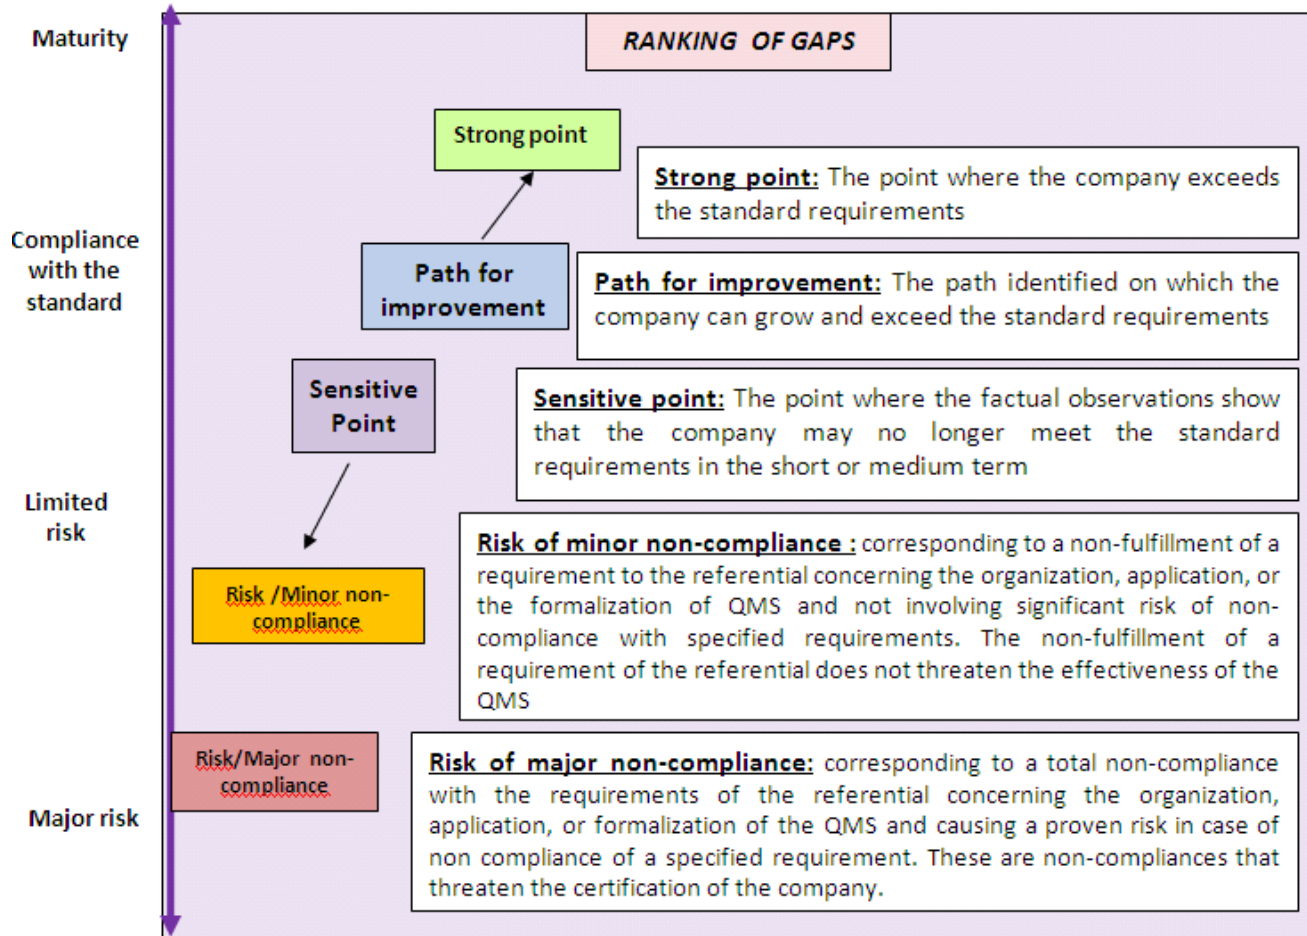 Maturity
RANKING OF GAPS
Strong point
Strong point: The point where the company exceeds
the standard requirements
Compliance
with the
standard
Path for
improvement
Path for improvement: The path identified on which the
company can grow and exceed the standard requirements
Sensitive
Point
Sensitive point: The point where the factual observations show
that the company may no longer meet the standard
requirements in the short or medium term
Limited
risk
Risk /Minor non-
compliance
Risk of minor non-compliance : corresponding to a non-fulfillment of a
requirement to the referential concerning the organization, application, or
the formalization of QMS and not involving significant risk of non-
compliance with specified requirements. The non-fulfillment of a
requirement of the referential does not threaten the effectiveness of the
QMS
Risk/Major non-
compliance
Major risk
Risk of major non-compliance: corresponding to a total non-compliance
with the requirements of the referential concerning the organization,
application, or formalization of the QMS and causing a proven risk in case of
non compliance of a specified requirement. These are non-compliances that
threaten the certification of the company.